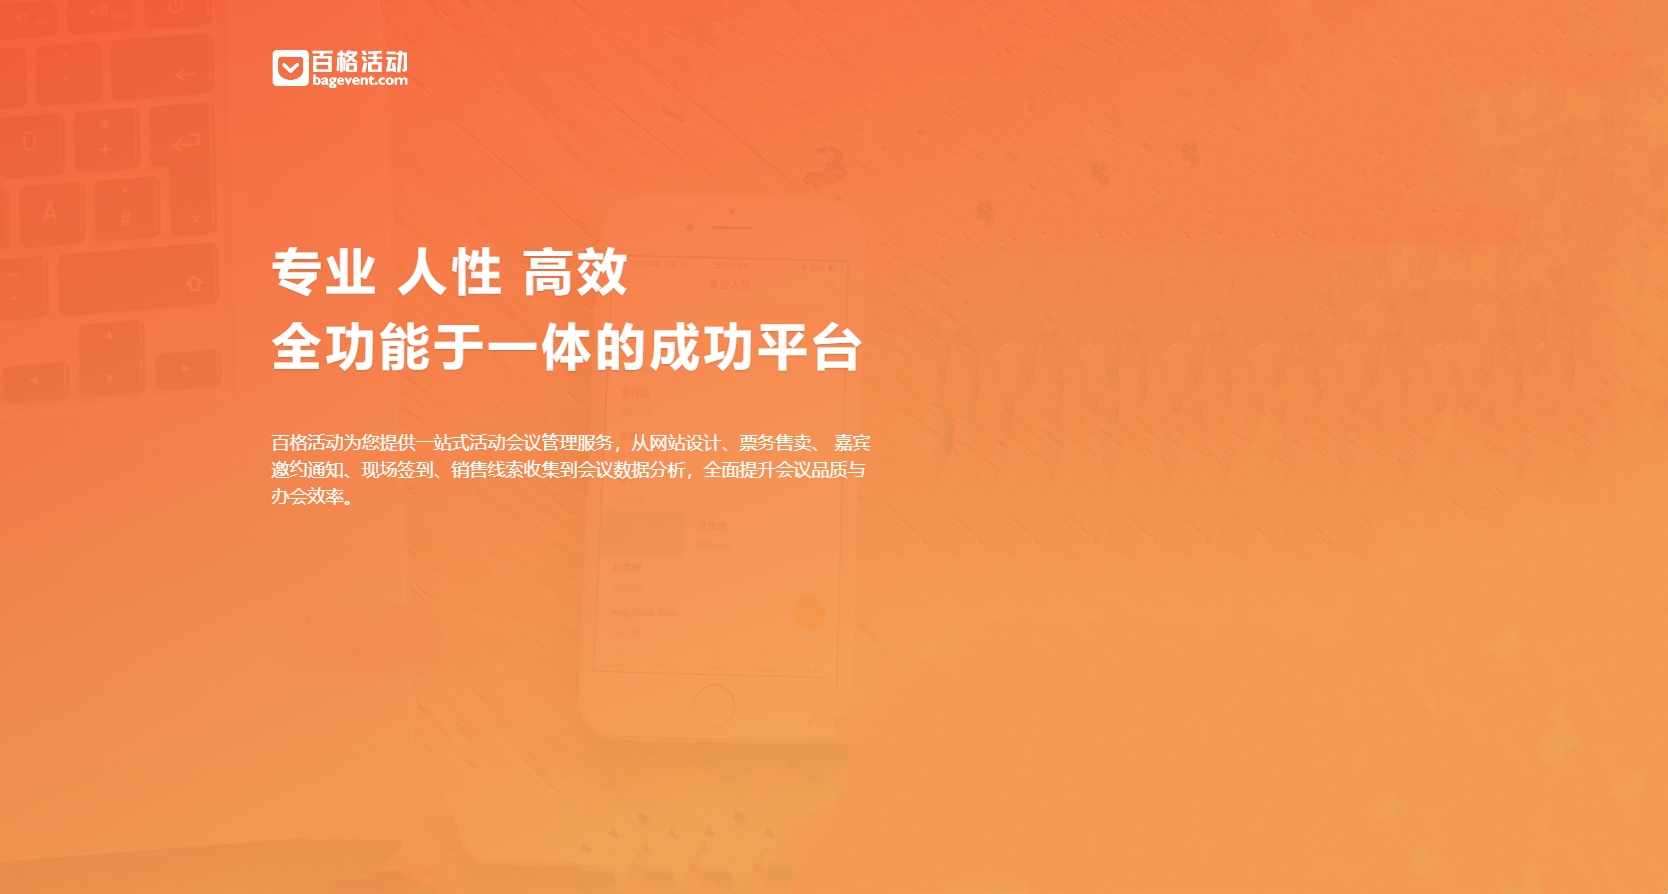 百格活动
bagevent.com
专业 人性 高效
全功能于一体的成功平台
百格活动为您提供一站式活动会议管理服务，从网站设计、票务售卖、 嘉宾
邀约通知、现场签到、销售线索收集到会议数据分析，全面提升会议品质与
办会效率。
Ang Book Wah